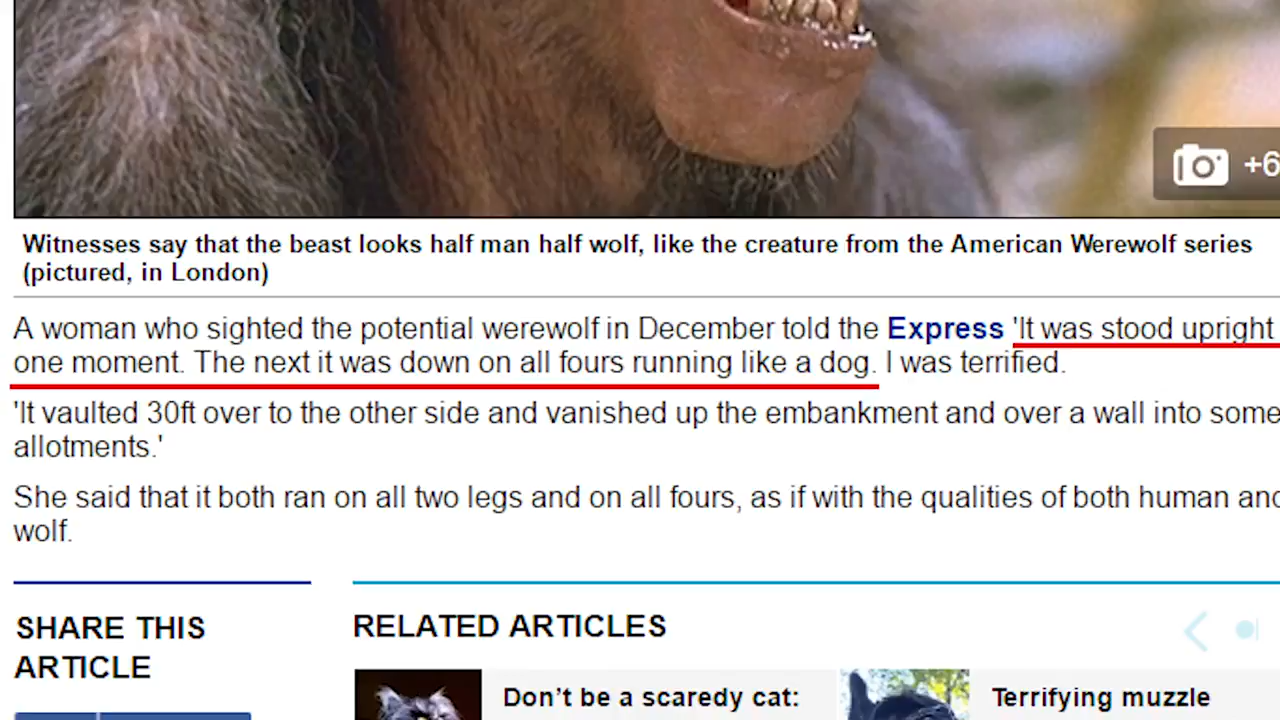 +6
Witnesses say that the beast looks half man half wolf, like the creature from the American Werewolf series
(pictured, in London)
A woman who sighted the potential werewolf in December told the Express 'It was stood upright
one moment. The next it was down on all fours running like a dog. I was terrified.
'It vaulted 30ft over to the other side and vanished up the embankment and over a wall into some
allotments.'
She said that it both ran on all two legs and on all fours, as if with the qualities of both human and
wolf.
SHARE THIS
ARTICLE
RELATED ARTICLES
Don't be a scaredy cat:
Terrifying muzzle